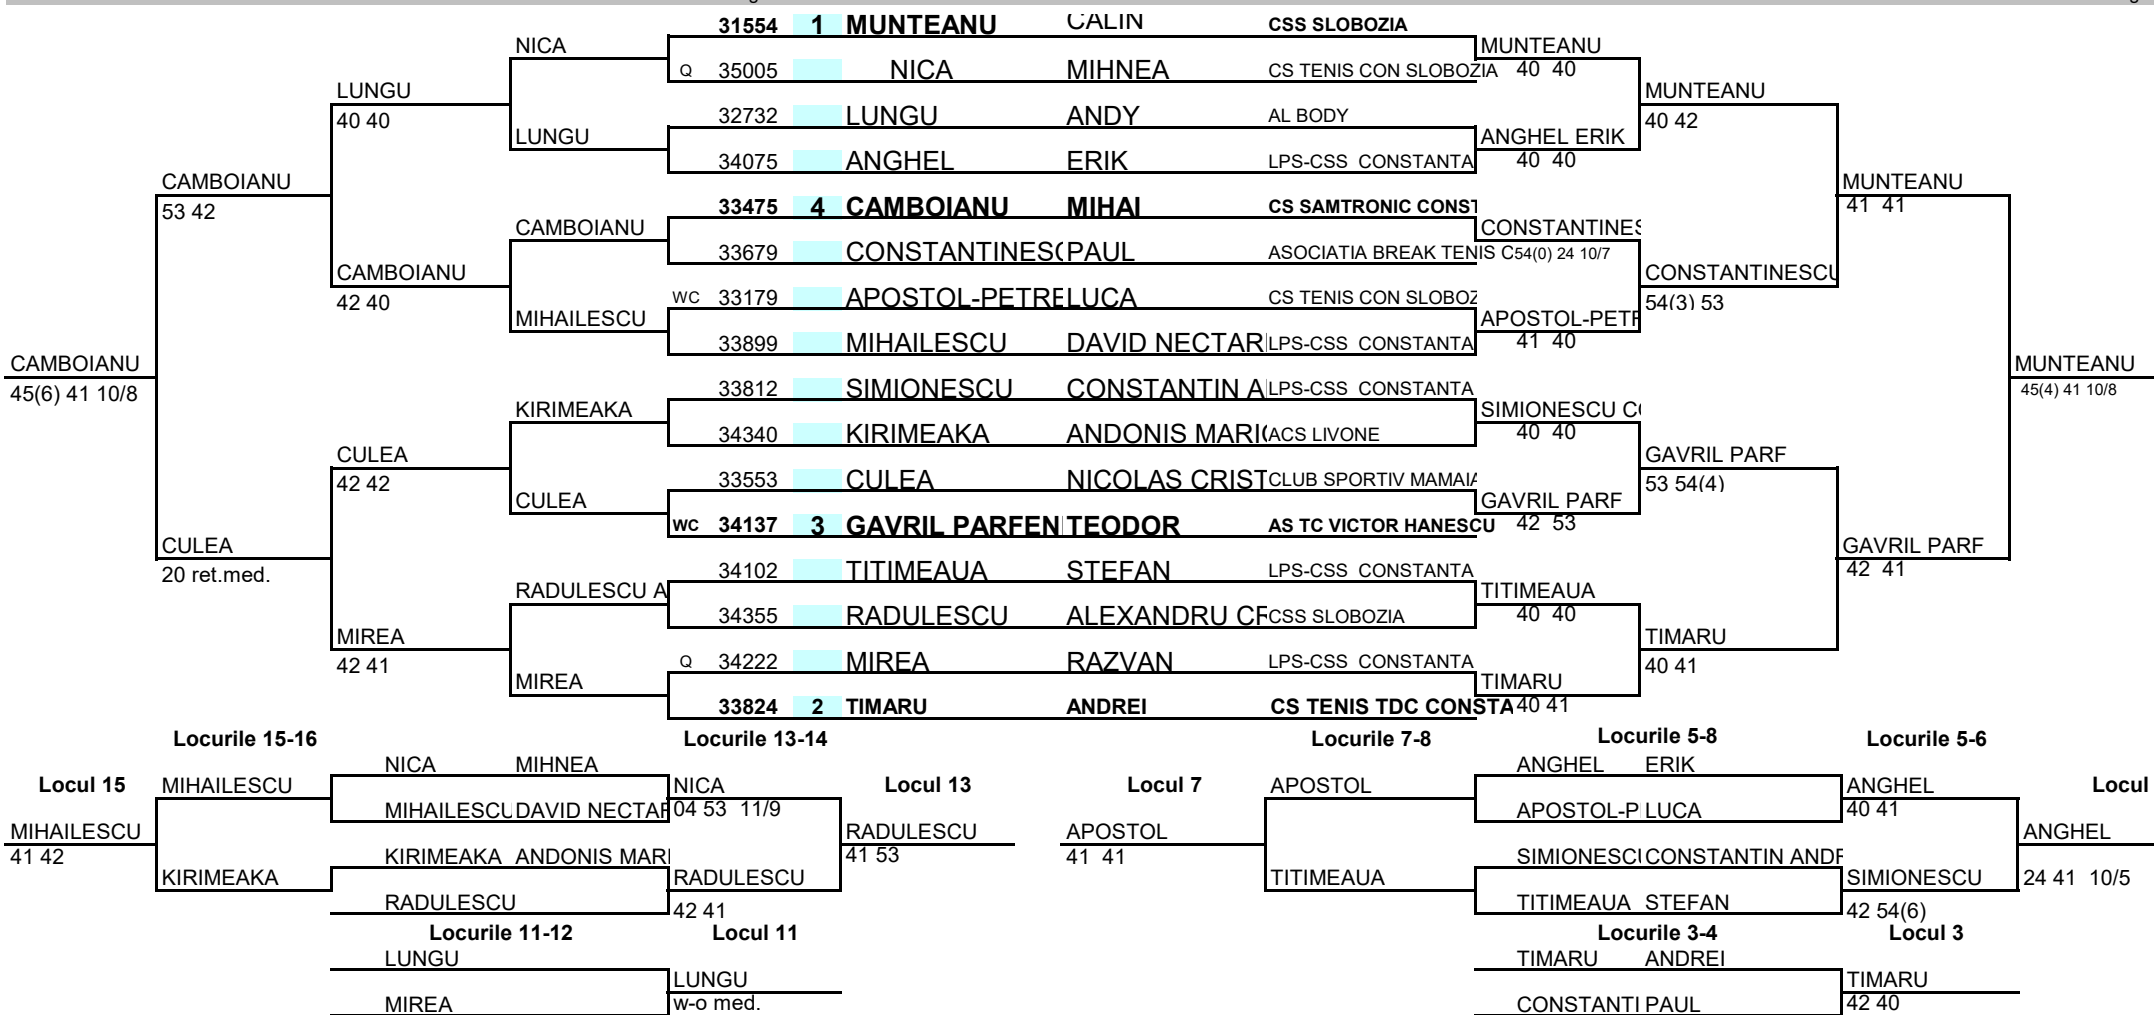 31554 1 MUNTEANU CALIN CSS SLOBOZIA
NICA MUNTEANU
Q 35005 NICA MIHNEA CS TENIS CON SLOBOZIA 40 40
LUNGU MUNTEANU
32732 LUNGU ANDY AL BODY
40 40 40 42
LUNGU ANGHEL ERIK
34075 ANGHEL ERIK LPS-CSS CONSTANTA 40 40
CAMBOIANU MUNTEANU
33475 4 CAMBOIANU MIHAI CS SAMTRONIC CONST 41 41
53 42
CAMBOIANU CONSTANTINES
33679 CONSTANTINESC PAUL ASOCIATIA BREAK TENIS C 54(0) 24 10/7
CAMBOIANU CONSTANTINESCU
WC 33179 APOSTOL-PETRE LUCA CS TENIS CON SLOBOZ
42 40 54(3) 53
MIHAILESCU APOSTOL-PETR
33899 MIHAILESCU DAVID NECTAR LPS-CSS CONSTANTA 41 40
CAMBOIANU MUNTEANU
33812 SIMIONESCU CONSTANTIN A LPS-CSS CONSTANTA 45(4) 41 10/8
45(6) 41 10/8
KIRIMEAKA SIMIONESCU CO
34340 KIRIMEAKA ANDONIS MARIO ACS LIVONE 40 40
CULEA GAVRIL PARF
33553 CULEA NICOLAS CRIST CLUB SPORTIV MAMAIA
42 42 53 54(4)
CULEA GAVRIL PARF
WC 34137 3 GAVRIL PARFEN TEODOR AS TC VICTOR HANESCU 42 53
CULEA GAVRIL PARF
34102 TITIMEAUA STEFAN LPS-CSS CONSTANTA 42 41
20 ret.med.
RADULESCU A TITIMEAUA
34355 RADULESCU ALEXANDRU CR CSS SLOBOZIA 40 40
MIREA TIMARU
Q 34222 MIREA RAZVAN LPS-CSS CONSTANTA
42 41 40 41
MIREA TIMARU
33824 2 TIMARU ANDREI CS TENIS TDC CONSTA 40 41
Locurile 15-16 Locurile 13-14 Locurile 7-8 Locurile 5-8 Locurile 5-6
NICA MIHNEA ANGHEL ERIK
Locul 15 MIHAILESCU NICA Locul 13 Locul 7 APOSTOL ANGHEL Locul
MIHAILESCU DAVID NECTAR 04 53 11/9 APOSTOL-P LUCA 40 41
MIHAILESCU RADULESCU APOSTOL ANGHEL
41 42 KIRIMEAKA ANDONIS MARI 41 53 41 41 SIMIONESC CONSTANTIN ANDR
KIRIMEAKA RADULESCU TITIMEAUA SIMIONESCU 24 41 10/5
RADULESCU 42 41 TITIMEAUA STEFAN 42 54(6)
Locurile 11-12 Locul 11 Locurile 3-4 Locul 3
LUNGU TIMARU ANDREI
LUNGU TIMARU
MIREA w-o med. CONSTANTI PAUL 42 40